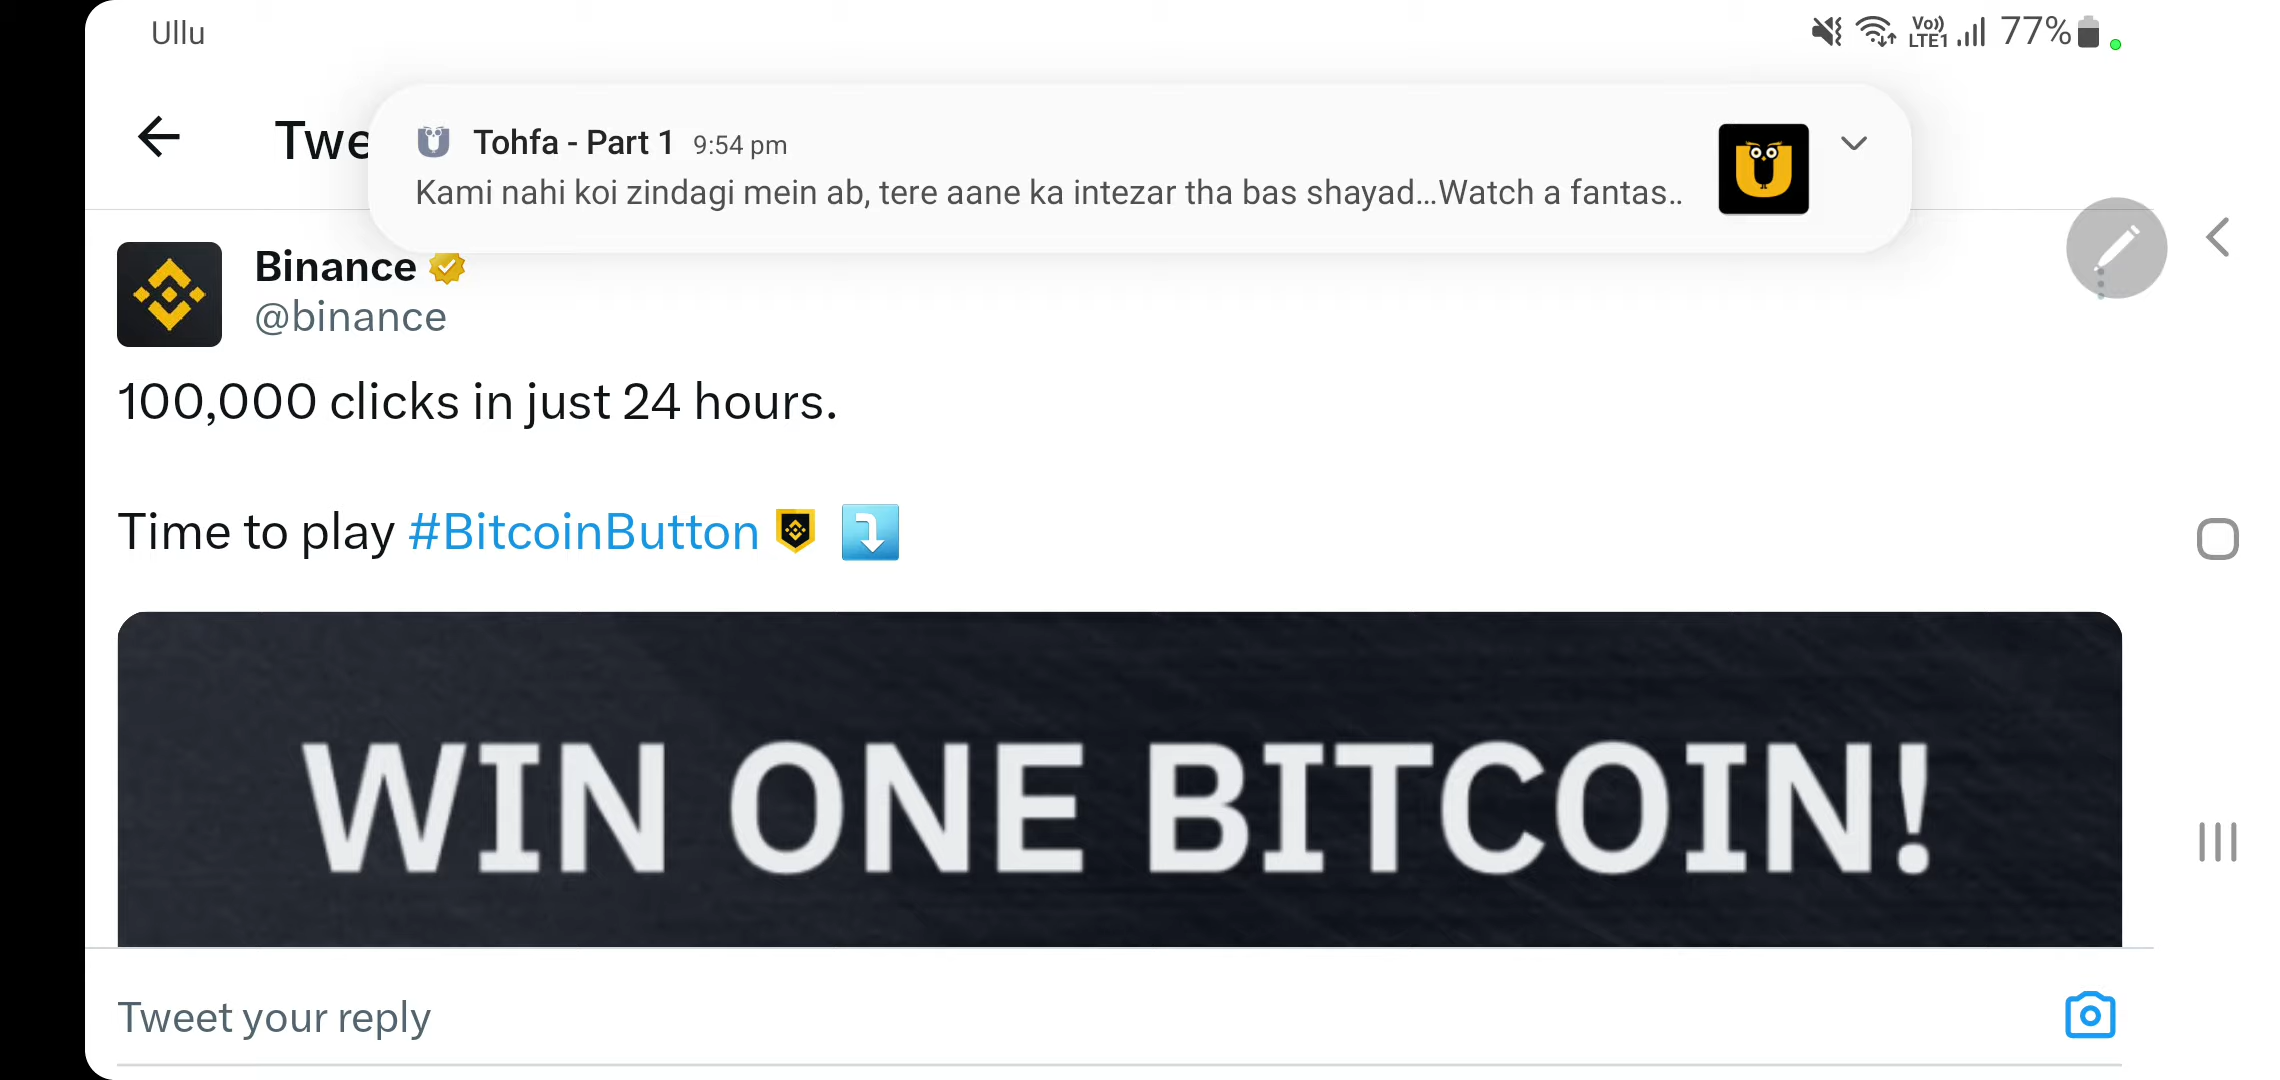 Ullu
Vo)) LTE1 77%
Twe
Tohfa - Part 1 9:54 pm
Kami nahi koi zindagi mein ab, tere aane ka intezar tha bas shayad...Watch a fantas..
Binance
@binance
100,000 clicks in just 24 hours.
Time to play #BitcoinButton
WIN ONE BITCOIN!
Tweet your reply